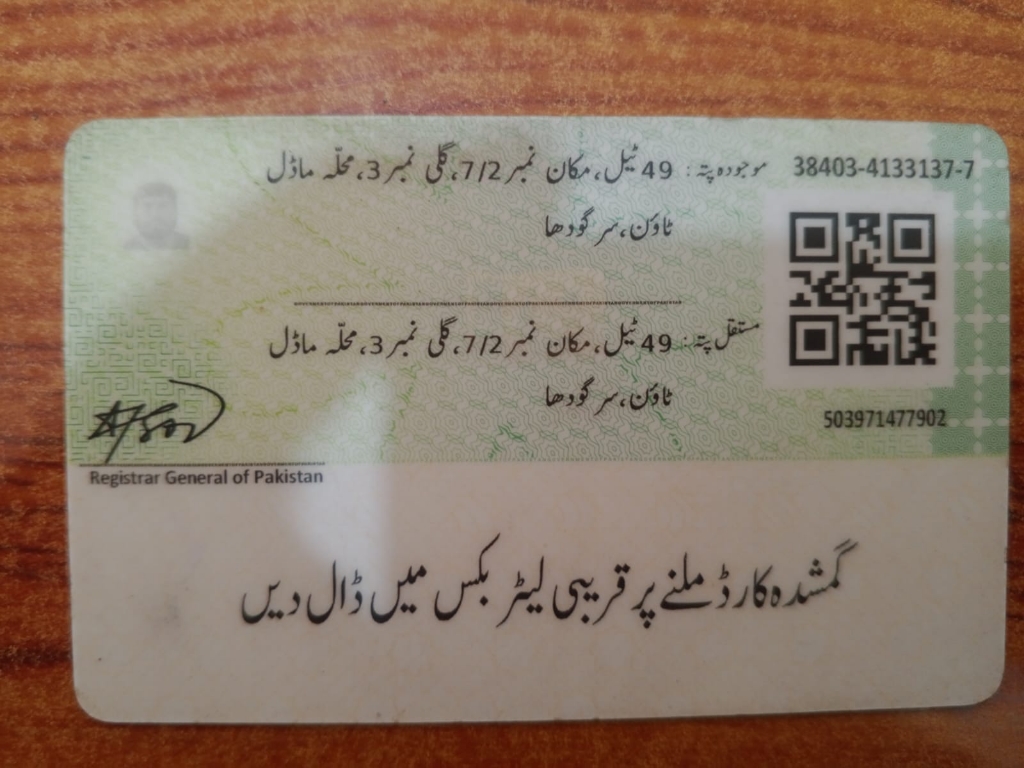 38403-4133137-7
موجودہ پتہ: 49 ٹیل، مکان نمبر 7/2، گلی نمبر 3، محلّہ ماڈل
ٹاؤن، سرگودھا
مستقل پتہ: 49 ٹیل، مکان نمبر 7/2، گلی نمبر 3، محلّہ ماڈل
ٹاؤن، سرگودھا
503971477902
Registrar General of Pakistan
گمشدہ کارڈ ملنے پر قریبی لیٹر بکس میں ڈال دیں